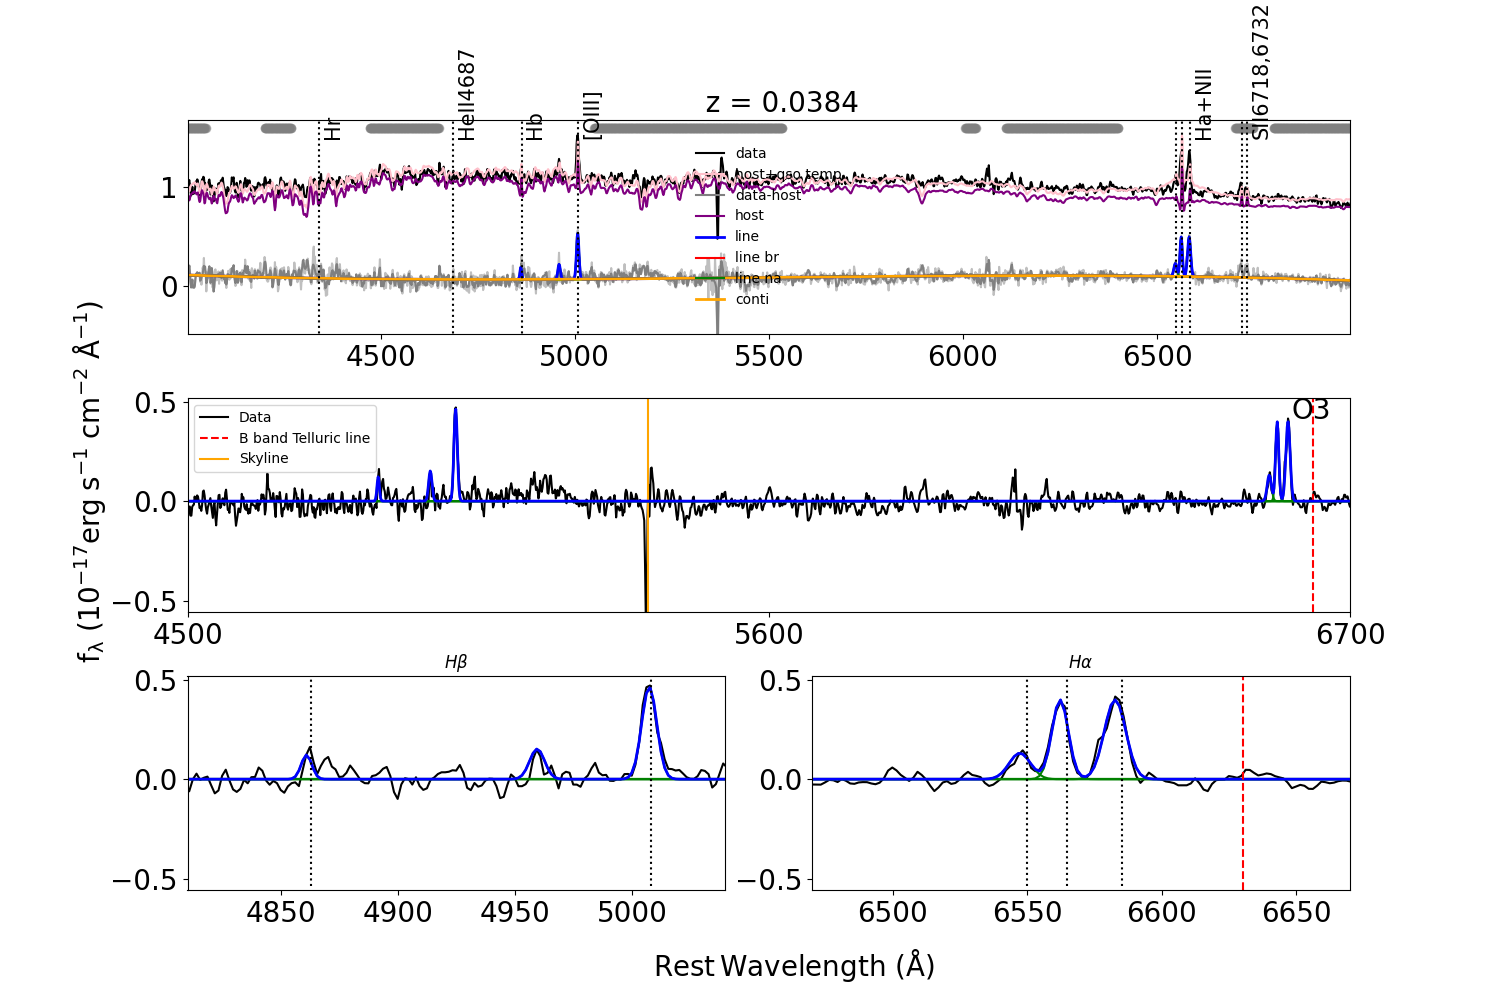 z = 0.0384
Hr
HeII4687
Hb
[OIII]
Ha+NII
SII6718,6732
data
host+qso temp
data-host
host
line
line br
line na
conti
1
0
4500 5000 5500 6000 6500
f_λ (10^−17 erg s^−1 cm^−2 Å^−1)
0.5
0.0
−0.5
Data
B band Telluric line
Skyline
O3
4500 5600 6700
Hβ
0.5
0.0
−0.5
4850 4900 4950 5000
Hα
0.5
0.0
−0.5
6500 6550 6600 6650
Rest Wavelength (Å)